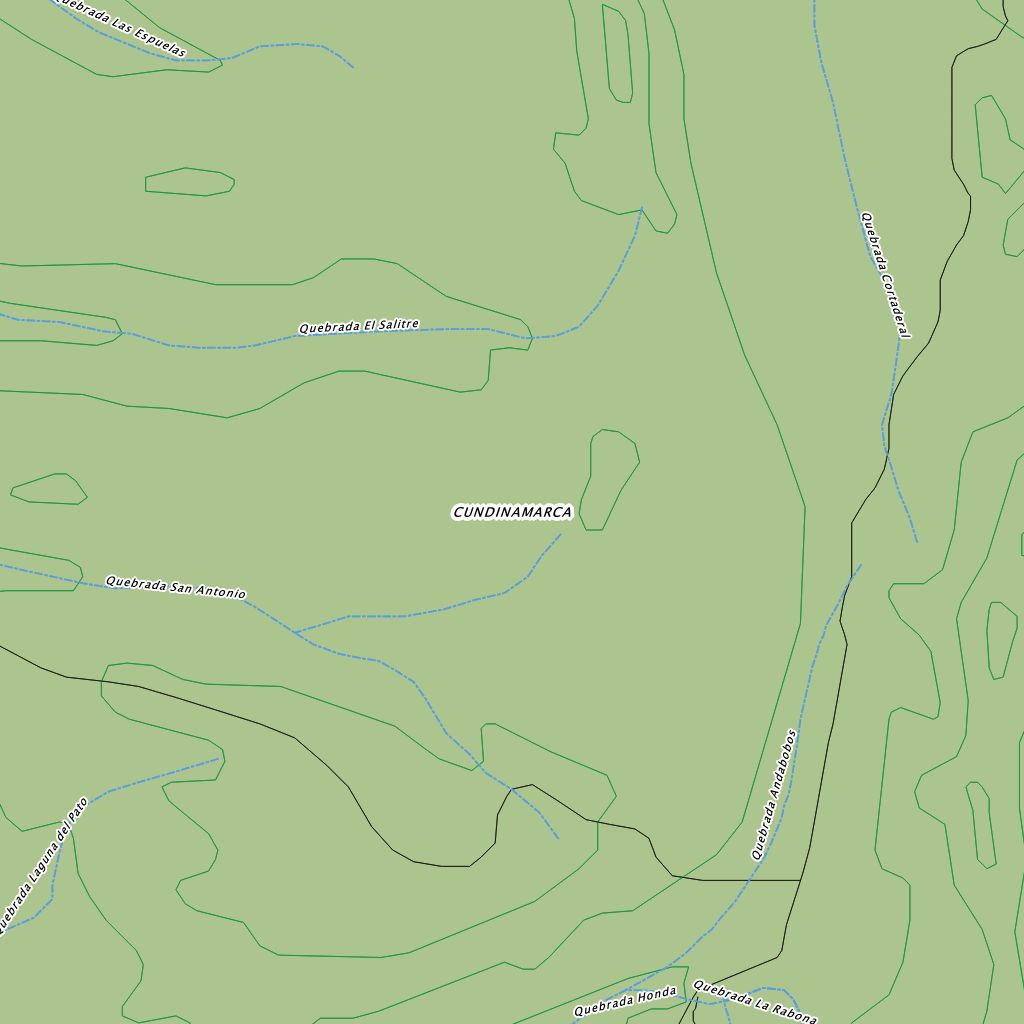 Quebrada Las Espuelas
Quebrada Cortaderal
Quebrada El Salitre
CUNDINAMARCA
Quebrada San Antonio
Quebrada Andabobos
Quebrada Laguna del Pato
Quebrada Honda
Quebrada La Rabona